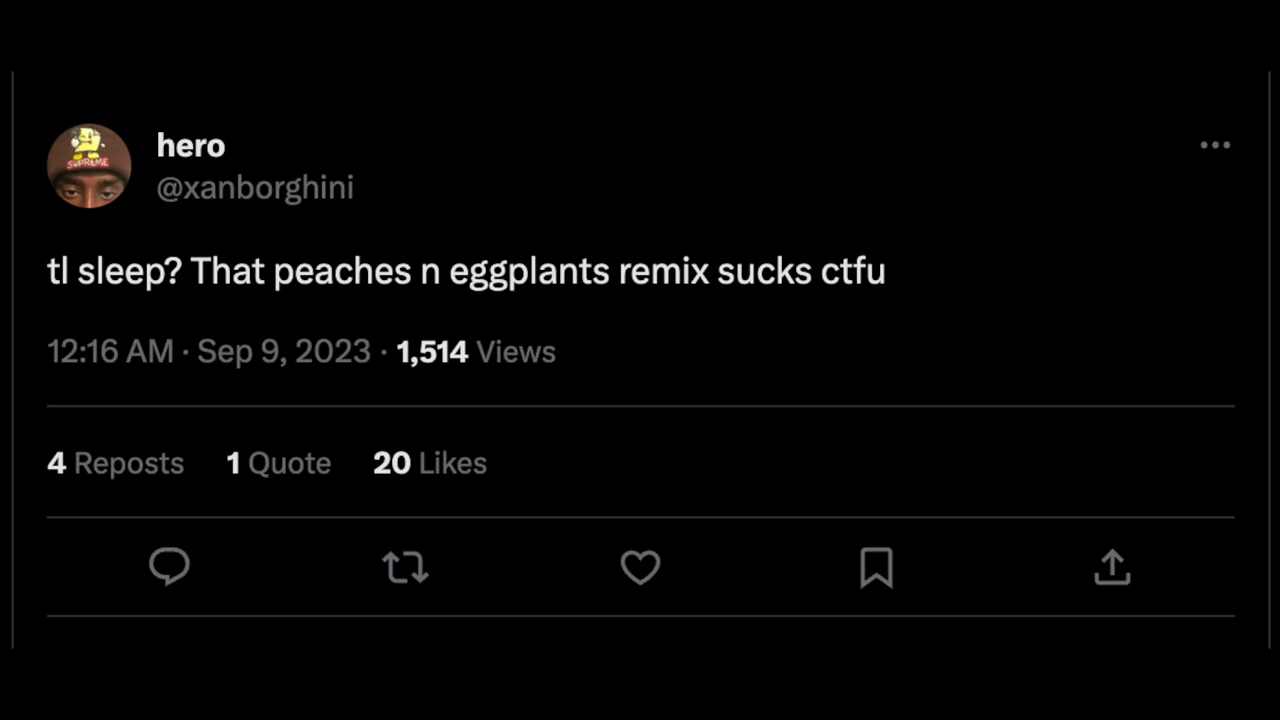 SUPREME
hero
@xanborghini
tl sleep? That peaches n eggplants remix sucks ctfu
12:16 AM · Sep 9, 2023 · 1,514 Views
4 Reposts 1 Quote 20 Likes